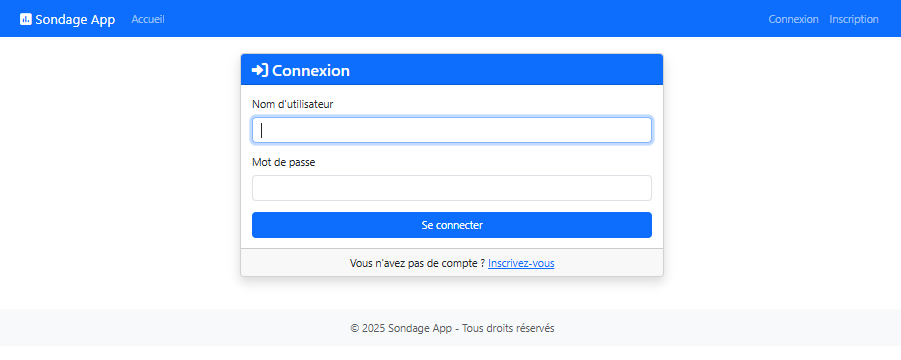 Sondage App Accueil Connexion Inscription
Connexion
Nom d'utilisateur
Mot de passe
Se connecter
Vous n'avez pas de compte ? Inscrivez-vous
© 2025 Sondage App - Tous droits réservés